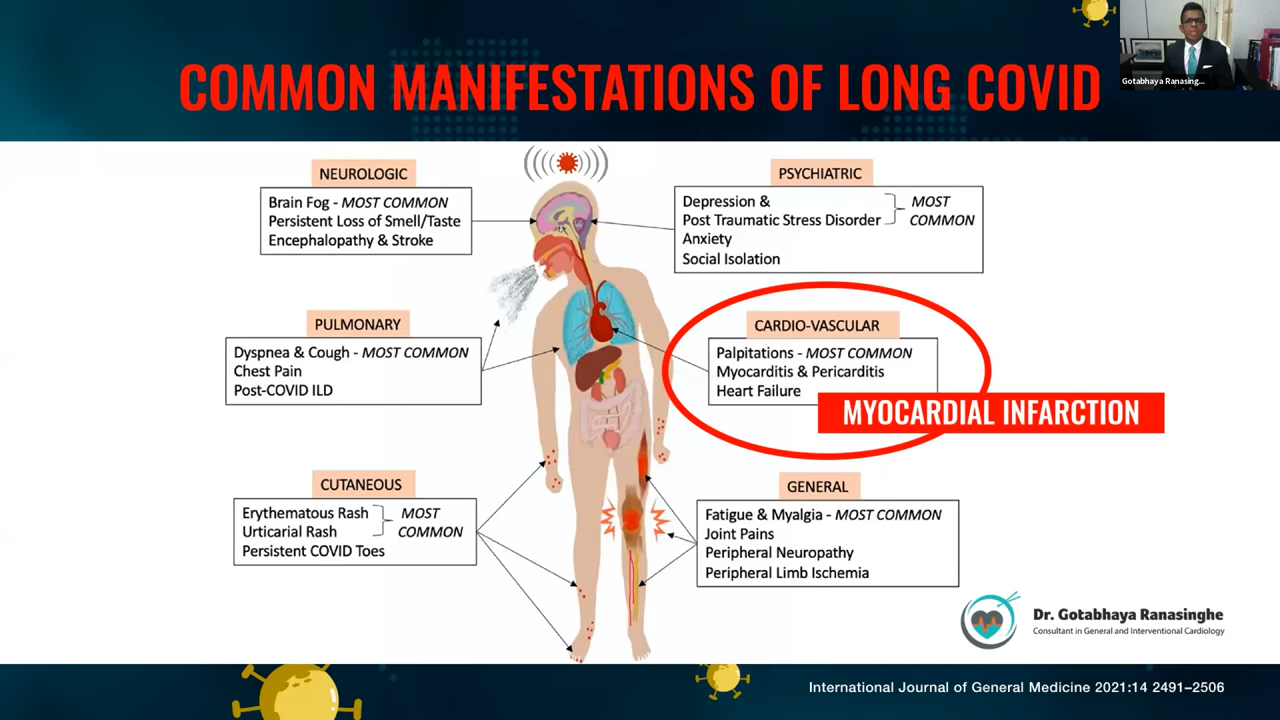 Gotabhaya Ranasing...
COMMON MANIFESTATIONS OF LONG COVID
NEUROLOGIC
Brain Fog - MOST COMMON
Persistent Loss of Smell/Taste
Encephalopathy & Stroke
PSYCHIATRIC
Depression &
Post Traumatic Stress Disorder
MOST
COMMON
Anxiety
Social Isolation
PULMONARY
Dyspnea & Cough - MOST COMMON
Chest Pain
Post-COVID ILD
CARDIO-VASCULAR
Palpitations - MOST COMMON
Myocarditis & Pericarditis
Heart Failure
MYOCARDIAL INFARCTION
CUTANEOUS
Erythematous Rash
Urticarial Rash
MOST
COMMON
Persistent COVID Toes
GENERAL
Fatigue & Myalgia - MOST COMMON
Joint Pains
Peripheral Neuropathy
Peripheral Limb Ischemia
Dr. Gotabhaya Ranasinghe
Consultant in General and Interventional Cardiology
International Journal of General Medicine 2021:14 2491–2506